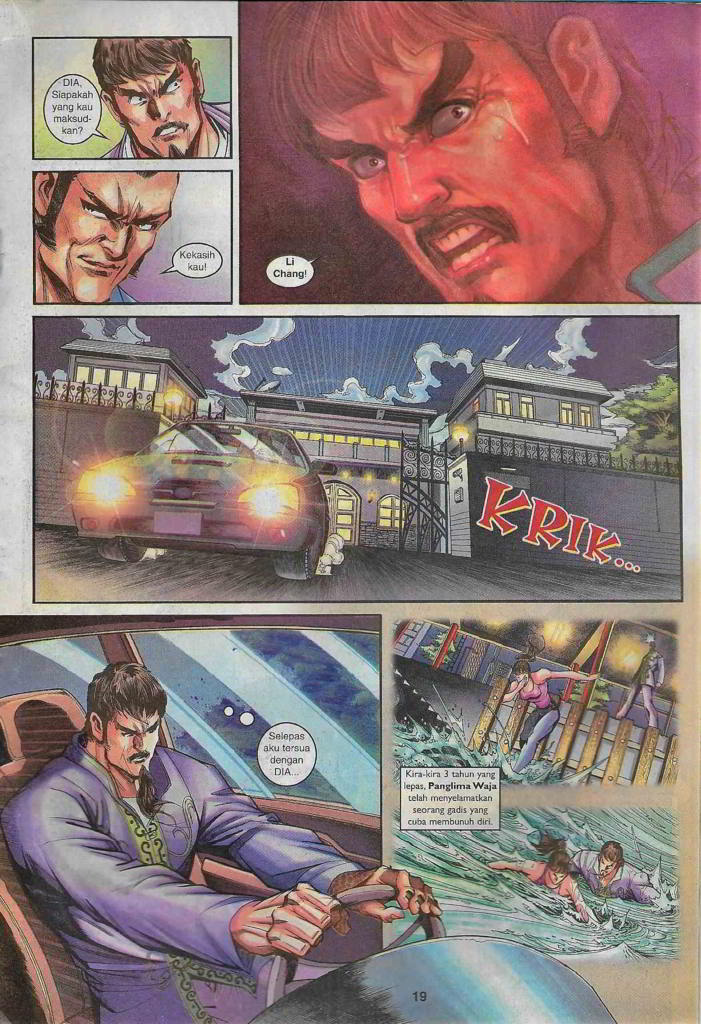 DIA,
Siapakah
yang kau
maksud-
kan?
Kekasih
kau!
Li
Chang!
KRIK...
Selepas
aku tersua
dengan
DIA...
Kira-kira 3 tahun yang
lepas, Panglima Waja
telah menyelamatkan
seorang gadis yang
cuba membunuh diri.
19